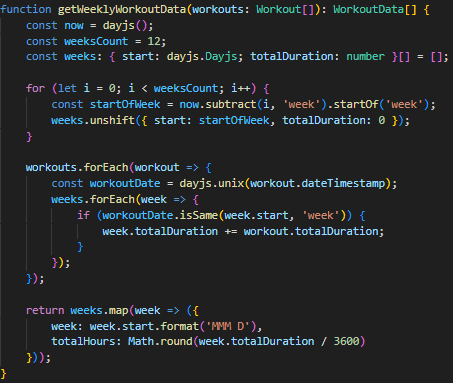 function getWeeklyWorkoutData(workouts: Workout[]): WorkoutData[] {
    const now = dayjs();
    const weeksCount = 12;
    const weeks: { start: dayjs.Dayjs; totalDuration: number }[] = [];

    for (let i = 0; i < weeksCount; i++) {
        const startOfWeek = now.subtract(i, 'week').startOf('week');
        weeks.unshift({ start: startOfWeek, totalDuration: 0 });
    }

    workouts.forEach(workout => {
        const workoutDate = dayjs.unix(workout.dateTimestamp);
        weeks.forEach(week => {
            if (workoutDate.isSame(week.start, 'week')) {
                week.totalDuration += workout.totalDuration;
            }
        });
    });

    return weeks.map(week => ({
        week: week.start.format('MMM D'),
        totalHours: Math.round(week.totalDuration / 3600)
    }));
}